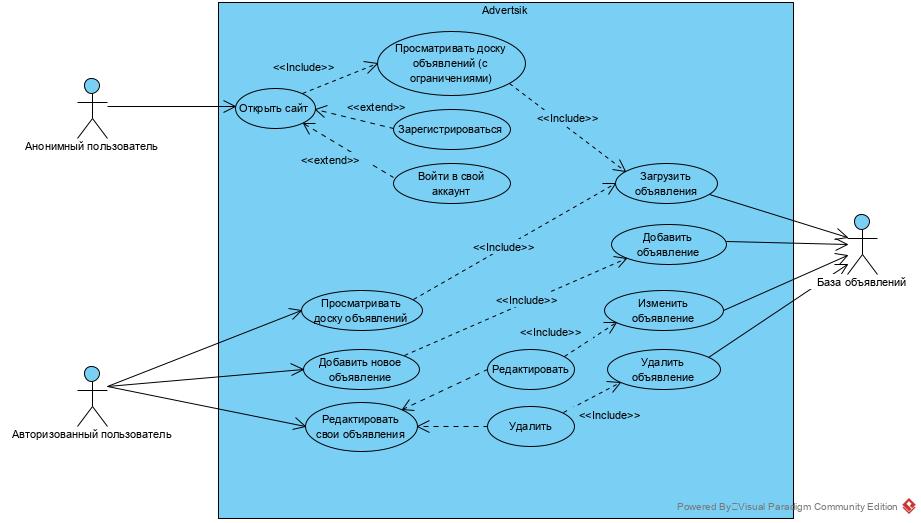 Advertsik
Просматривать доску
объявлений (с
ограничениями)
<<Include>>
Открыть сайт
<<extend>>
<<Include>>
Зарегистрироваться
Анонимный пользователь
<<extend>>
Войти в свой
аккаунт
Загрузить
объявления
Добавить
объявление
<<Include>>
База объявлений
Просматривать
доску объявлений
<<Include>>
Изменить
объявление
<<Include>>
Добавить новое
объявление
Редактировать
Удалить
объявление
Редактировать
свои объявления
Удалить
<<Include>>
Авторизованный пользователь
Powered By Visual Paradigm Community Edition